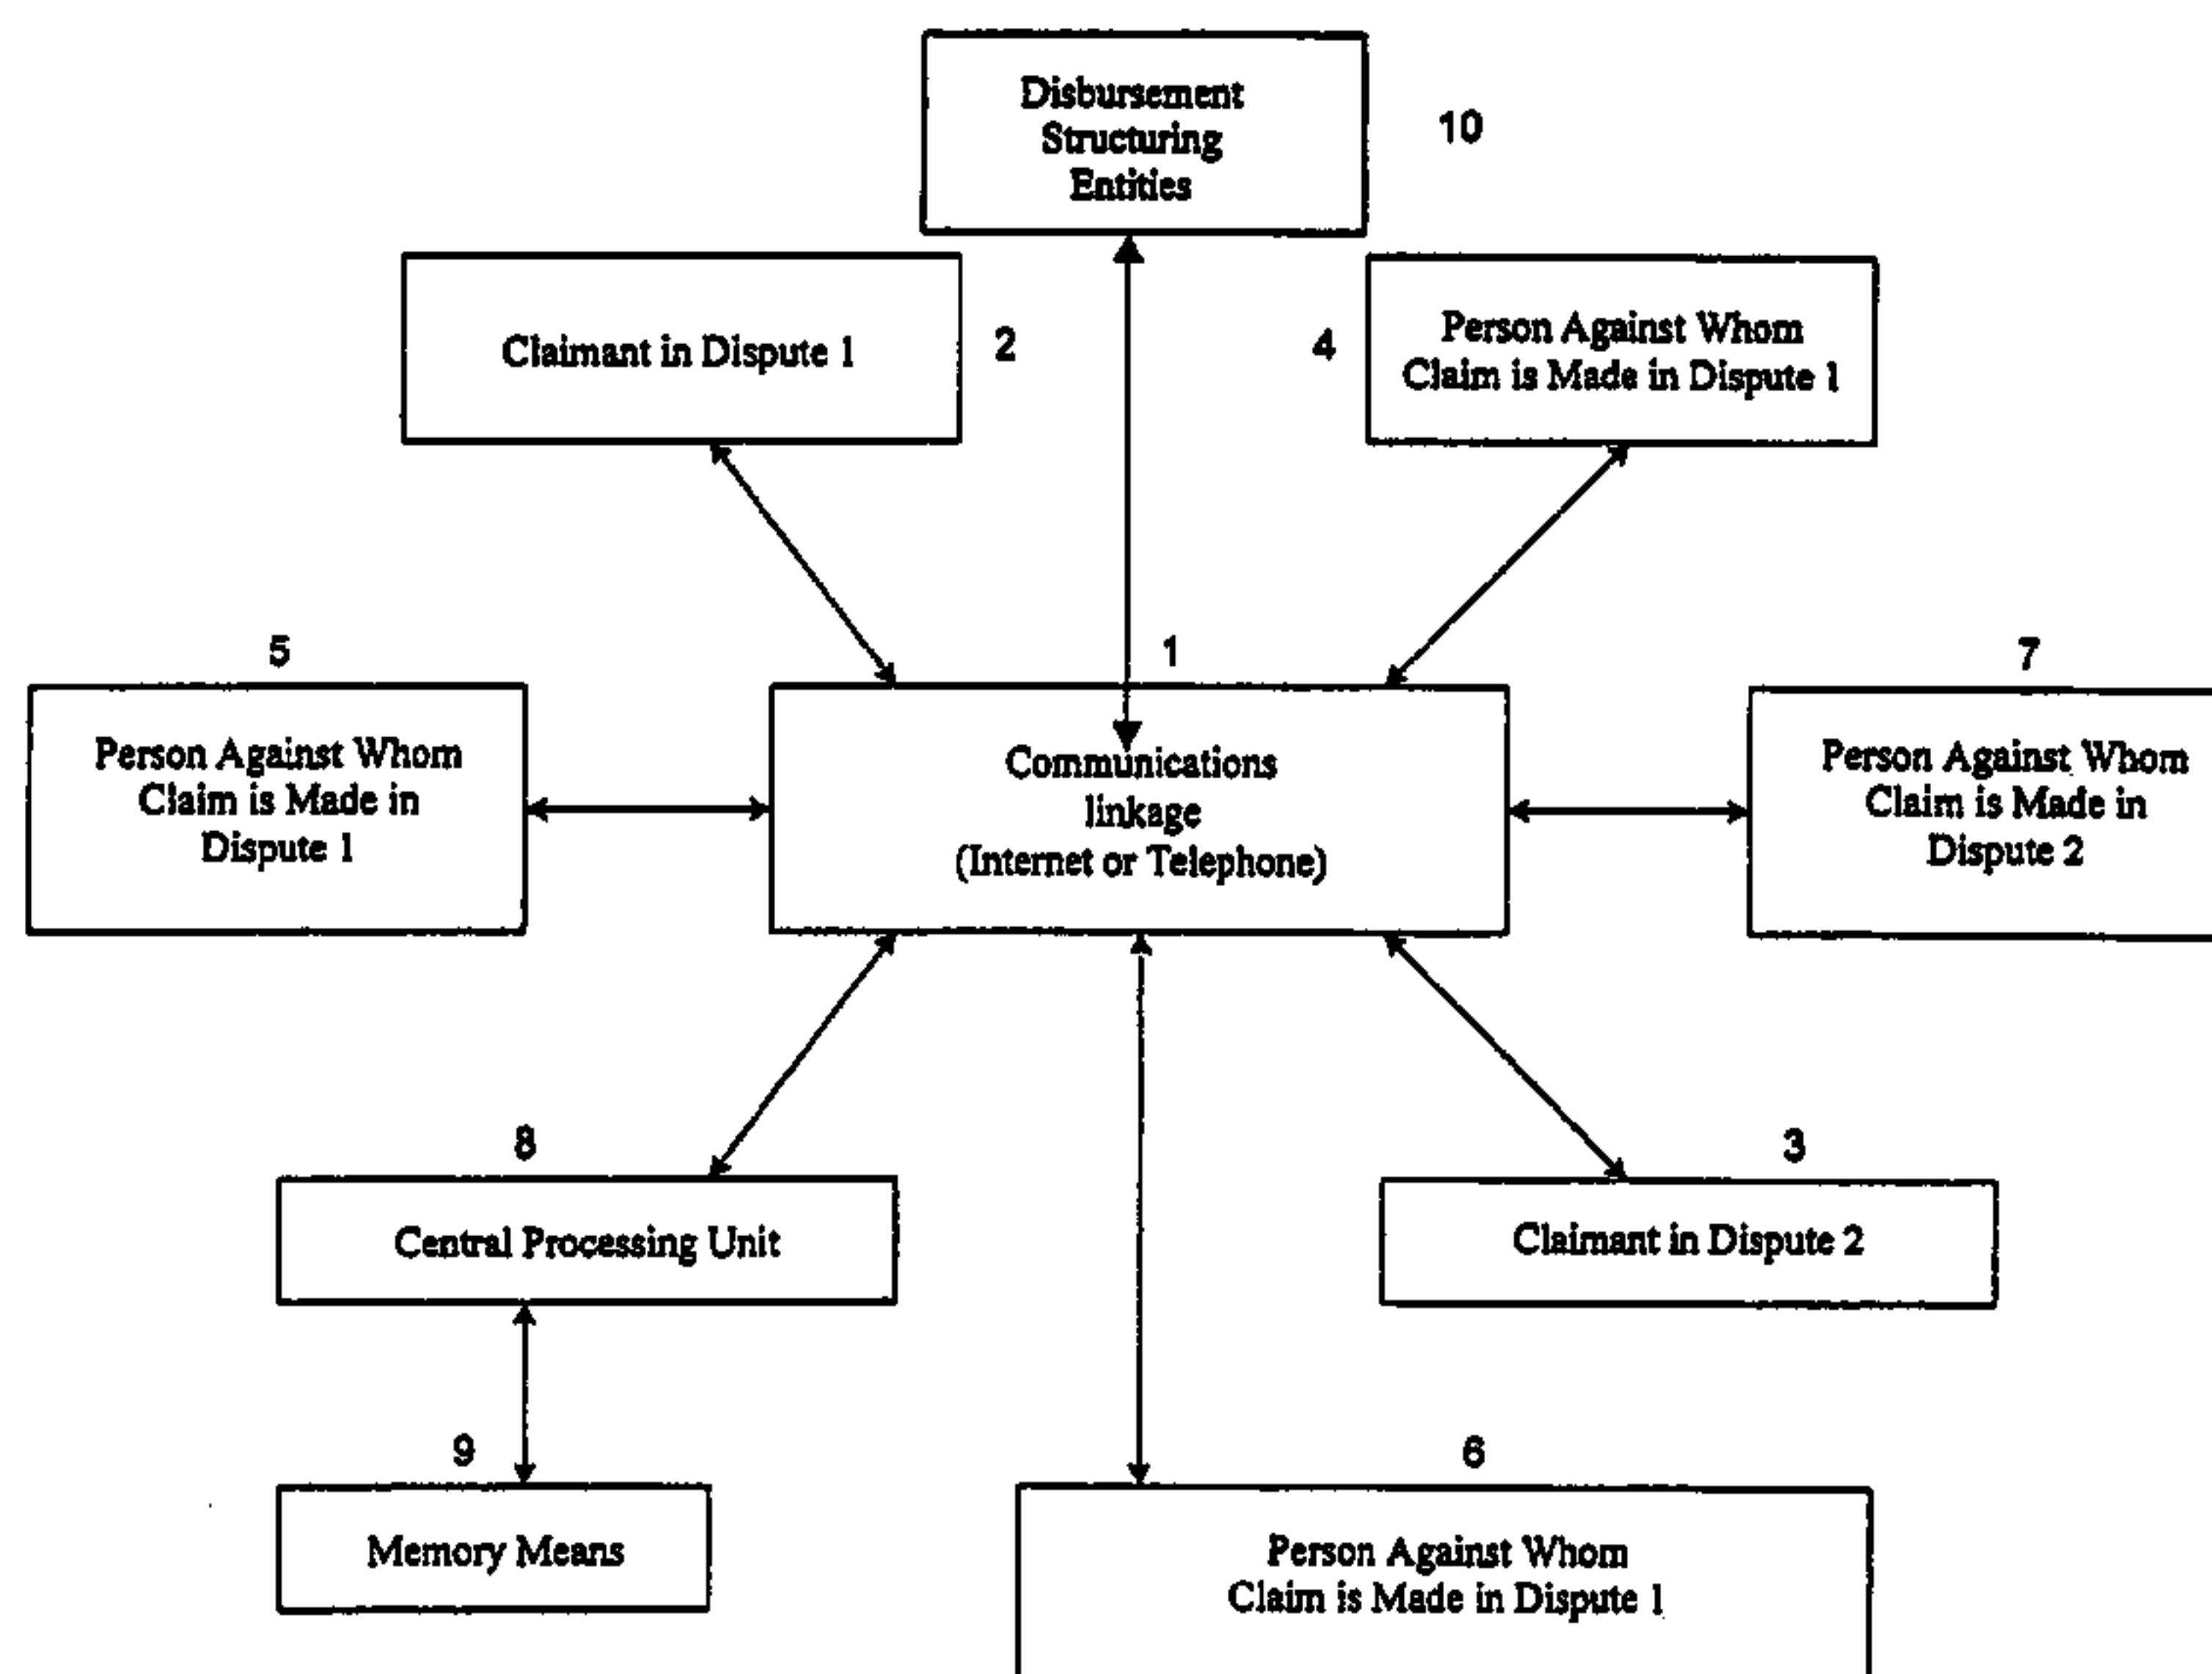 Disbursement
Structuring
Entities
10
Claimant in Dispute 1
2
4
Person Against Whom
Claim is Made in Dispute 1
5
1
7
Person Against Whom
Claim is Made in
Dispute 1
Communications
linkage
(Internet or Telephone)
Person Against Whom
Claim is Made in
Dispute 2
8
3
Central Processing Unit
Claimant in Dispute 2
9
6
Memory Means
Person Against Whom
Claim is Made in Dispute 1